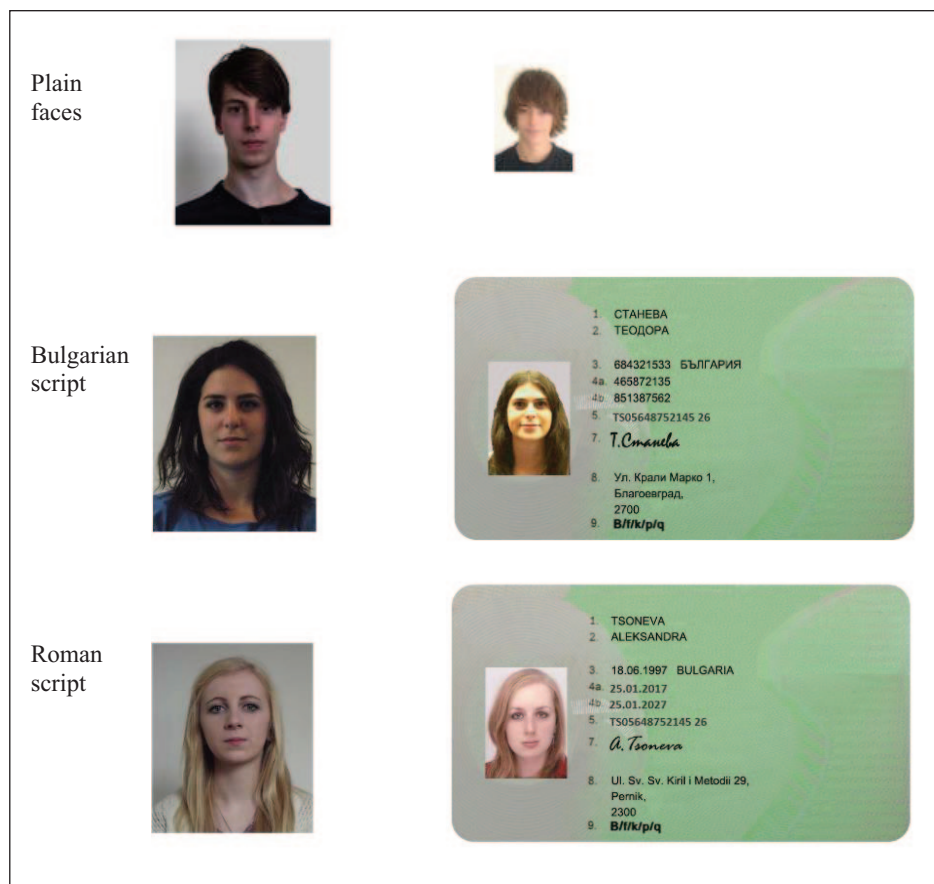 Plain
faces
Bulgarian
script
1. СТАНЕВА
2. ТЕОДОРА
3. 684321533 БЪЛГАРИЯ
4a. 465872135
4b. 851387562
5. TS05648752145 26
7. Т.Станева
8. Ул. Крали Марко 1,
Благоевград,
2700
9. B/f/k/p/q
Roman
script
1. TSONEVA
2. ALEKSANDRA
3. 18.06.1997 BULGARIA
4a. 25.01.2017
4b. 25.01.2027
5. TS05648752145 26
7. A. Tsoneva
8. Ul. Sv. Sv. Kiril i Metodii 29,
Pernik,
2300
9. B/f/k/p/q